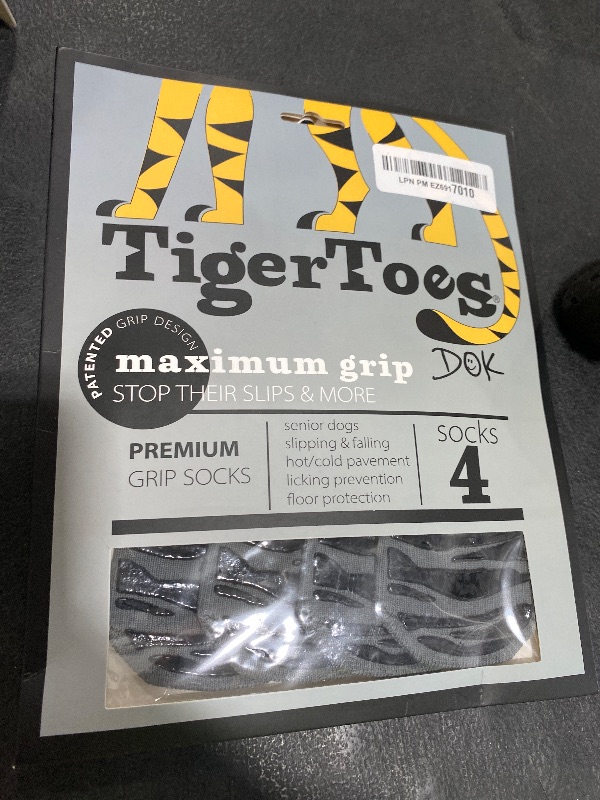 LPN PM EZ6917010
TigerToes®
PATENTED GRIP DESIGN
maximum grip
STOP THEIR SLIPS & MORE
DOK
PREMIUM
GRIP SOCKS
senior dogs
slipping & falling
hot/cold pavement
licking prevention
floor protection
SOCKS
4